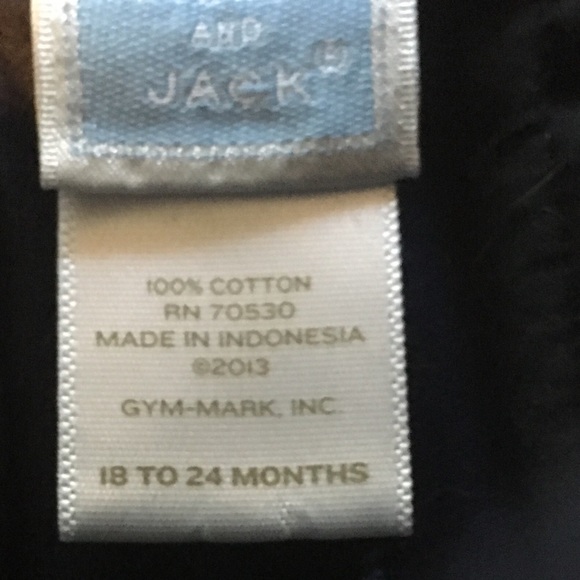 AND
JACK®
100% COTTON
RN 70530
MADE IN INDONESIA
©2013
GYM-MARK, INC.
18 TO 24 MONTHS